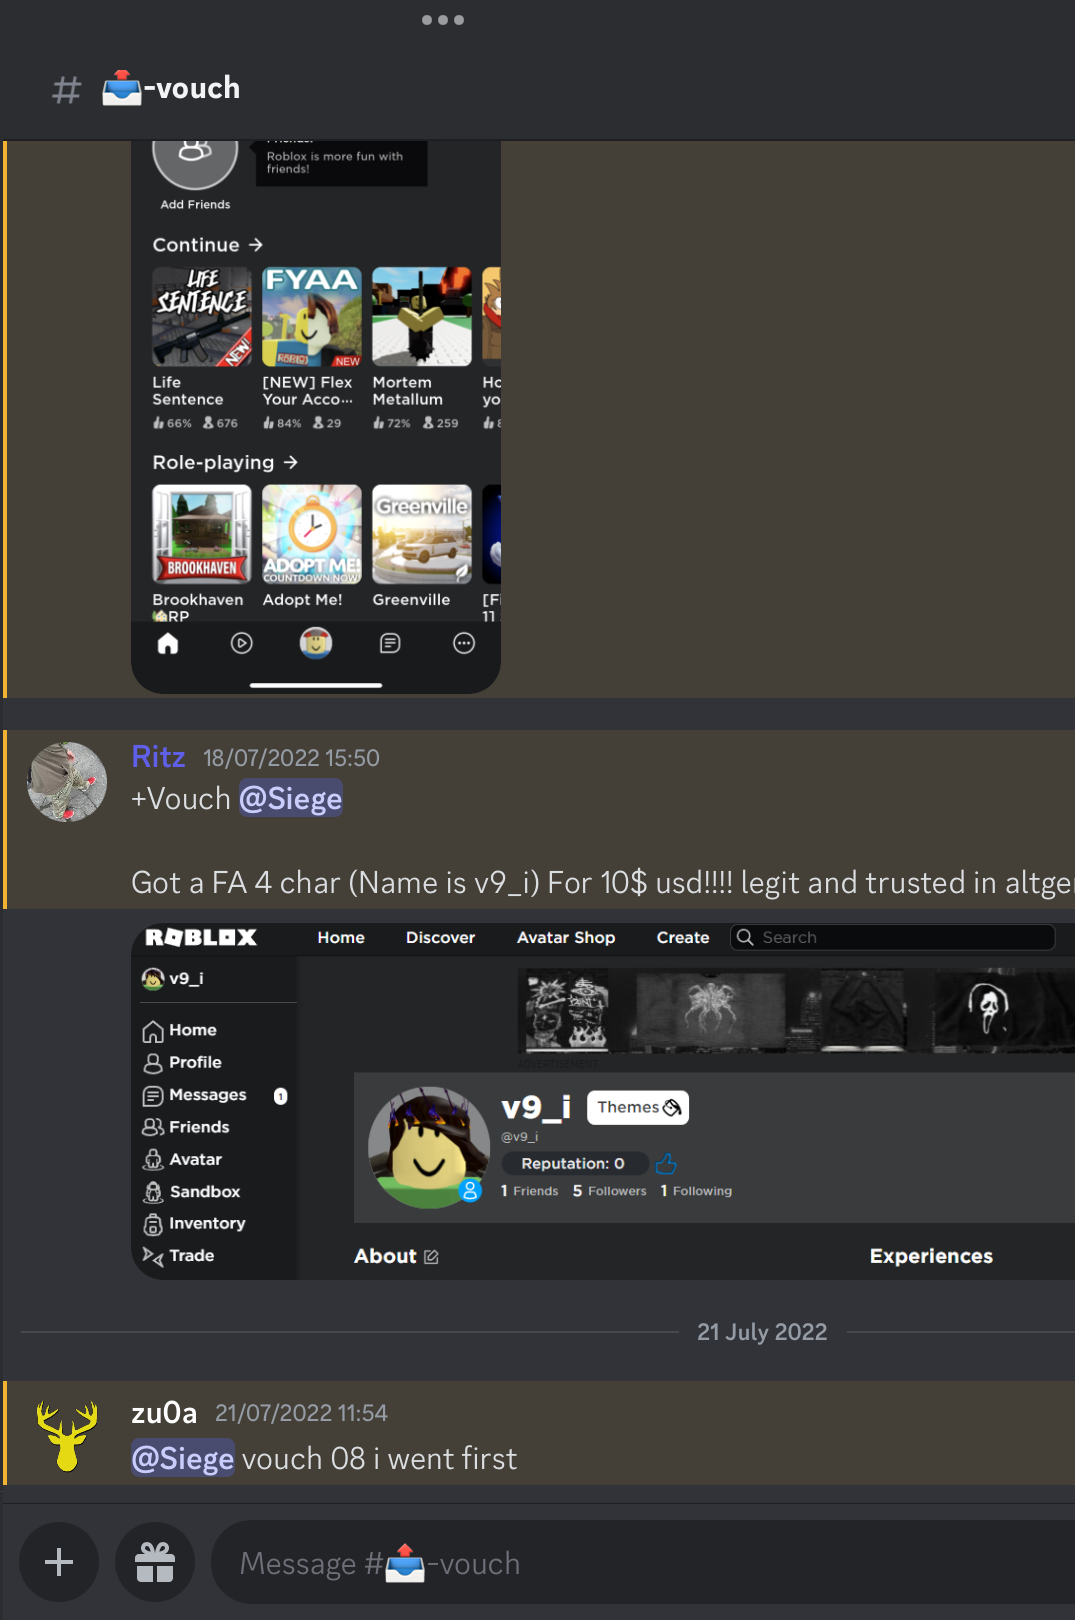 # 📤-vouch
Roblox is more fun with
friends!
Add Friends
Continue →
LIFE
SENTENCE
NEW!
FYAA
ROBLOX
NEW
Life
Sentence
66% 676
[NEW] Flex
Your Acco...
84% 29
Mortem
Metallum
72% 259
Ho
yo
Role-playing →
BROOKHAVEN
ADOPT ME!
COUNTDOWN NOW
Greenville
Brookhaven
🏡RP
Adopt Me!
Greenville
[Fi
1]
Ritz 18/07/2022 15:50
+Vouch @Siege
Got a FA 4 char (Name is v9_i) For 10$ usd!!!! legit and trusted in altge
ROBLOX Home Discover Avatar Shop Create Search
v9_i
Home
Profile
Messages 1
Friends
Avatar
Sandbox
Inventory
Trade
ADVERTISEMENT
v9_i Themes
@v9_i
Reputation: 0
1 Friends 5 Followers 1 Following
About
Experiences
21 July 2022
zu0a 21/07/2022 11:54
@Siege vouch 08 i went first
Message #📤-vouch